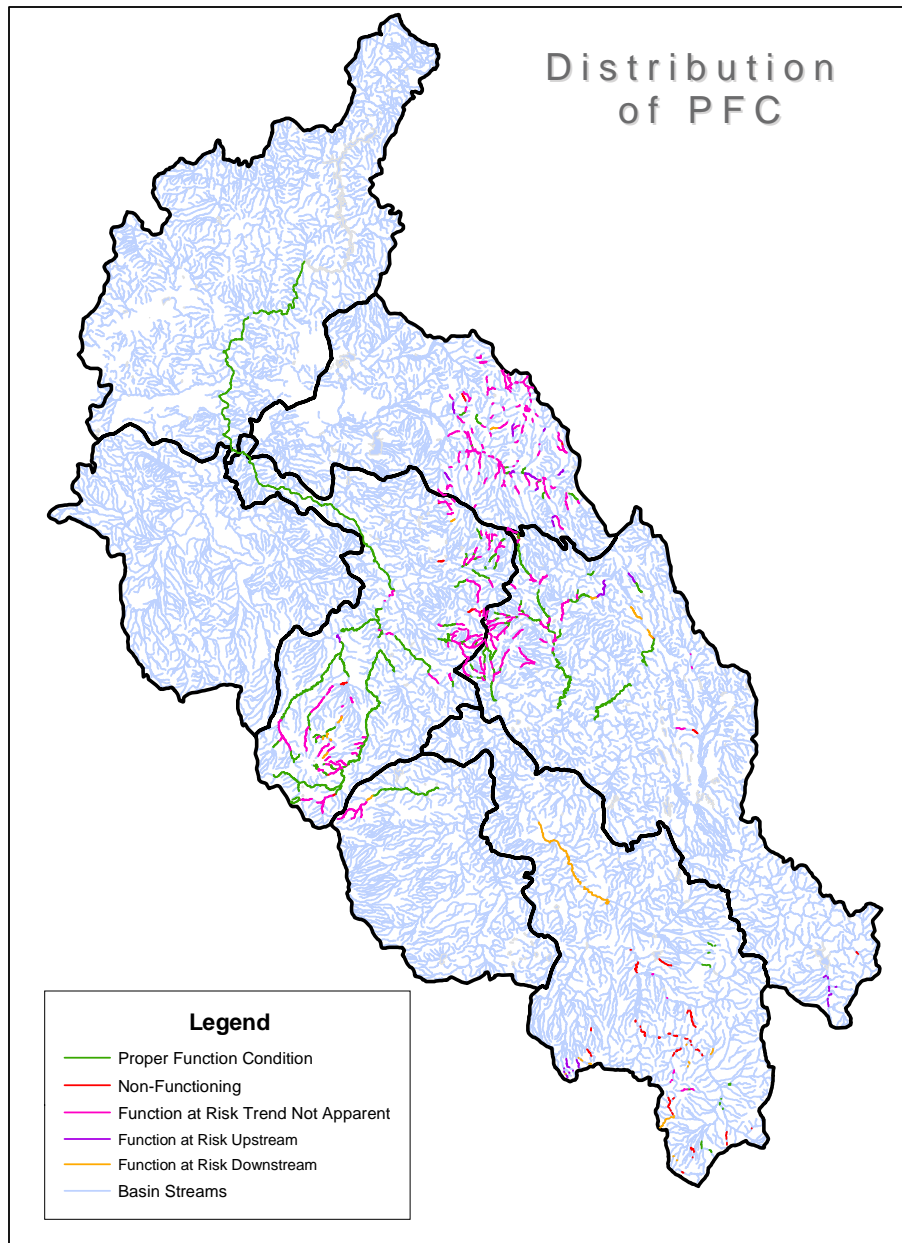 Distribution
of PFC
Legend
Proper Function Condition
Non-Functioning
Function at Risk Trend Not Apparent
Function at Risk Upstream
Function at Risk Downstream
Basin Streams